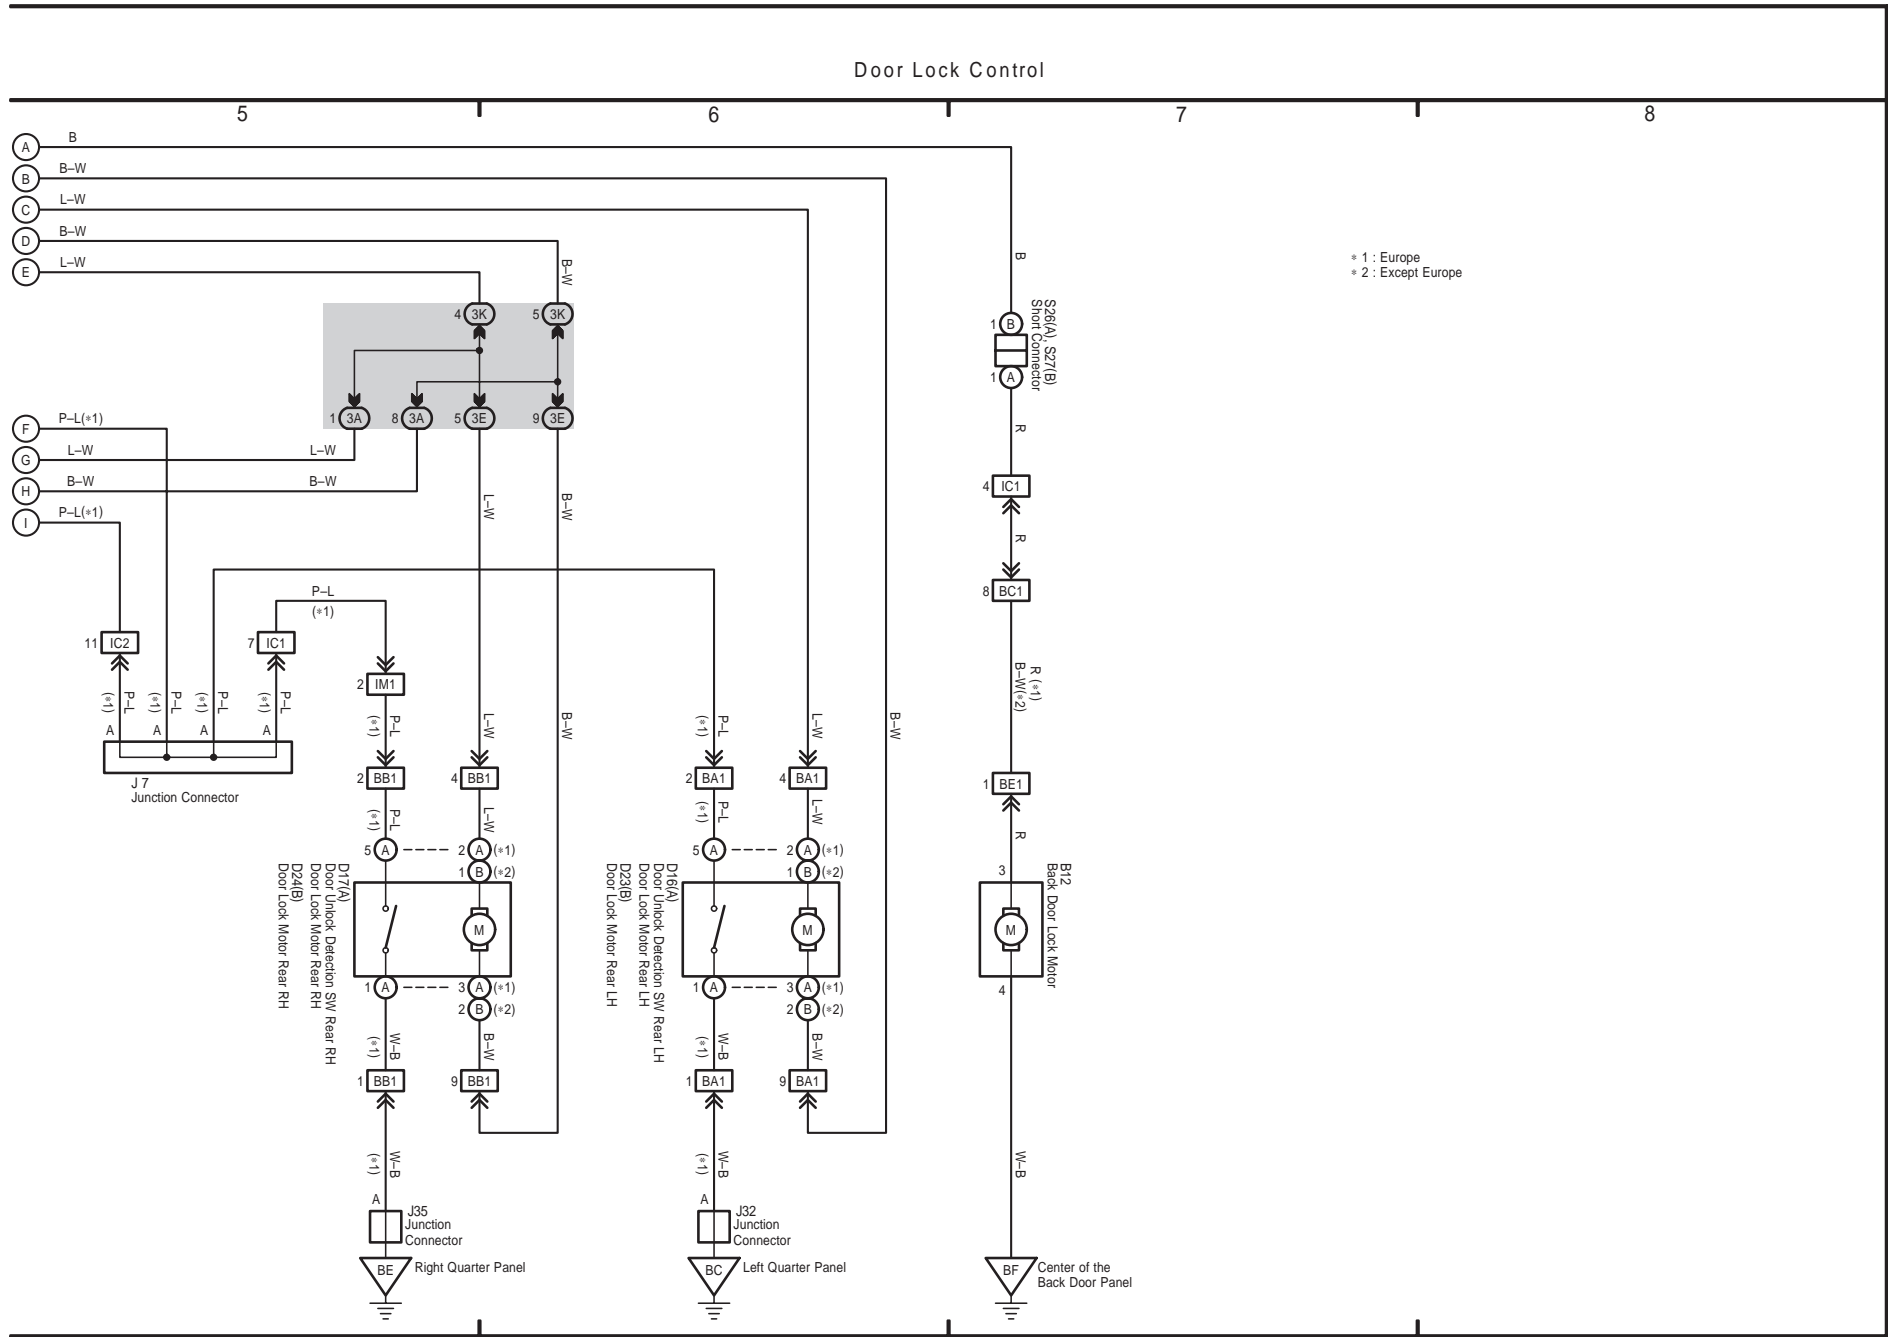 Door Lock Control
5
6
7
8
A
B
B
B–W
C
L–W
D
B–W
E
L–W
B–W
B
∗ 1 : Europe
∗ 2 : Except Europe
4 3K
5 3K
1 B
1 A
S26(A), S27(B)
Short Connector
1 3A
8 3A
5 3E
9 3E
F
P–L(∗1)
G
L–W
L–W
H
B–W
B–W
I
P–L(∗1)
R
4 IC1
L–W
B–W
R
8 BC1
P–L
(∗1)
11 IC2
7 IC1
2 IM1
P–L
(∗1)
P–L
(∗1)
P–L
(∗1)
P–L
(∗1)
A
A
A
A
J 7
Junction Connector
P–L
(∗1)
L–W
B–W
P–L
(∗1)
L–W
B–W
R (∗1)
B–W(∗2)
2 BB1
4 BB1
2 BA1
4 BA1
1 BE1
P–L
(∗1)
L–W
P–L
(∗1)
L–W
R
5 A
2 A (∗1)
1 B (∗2)
5 A
2 A (∗1)
1 B (∗2)
3
M
M
M
D17(A)
Door Unlock Detection SW Rear RH
Door Lock Motor Rear RH
D24(B)
Door Lock Motor Rear RH
D16(A)
Door Unlock Detection SW Rear LH
Door Lock Motor Rear LH
D23(B)
Door Lock Motor Rear LH
B12
Back Door Lock Motor
1 A
3 A (∗1)
2 B (∗2)
1 A
3 A (∗1)
2 B (∗2)
4
W–B
(∗1)
B–W
W–B
(∗1)
B–W
1 BB1
9 BB1
1 BA1
9 BA1
W–B
(∗1)
W–B
(∗1)
W–B
A
J35
Junction
Connector
A
J32
Junction
Connector
BE
Right Quarter Panel
BC
Left Quarter Panel
BF
Center of the
Back Door Panel